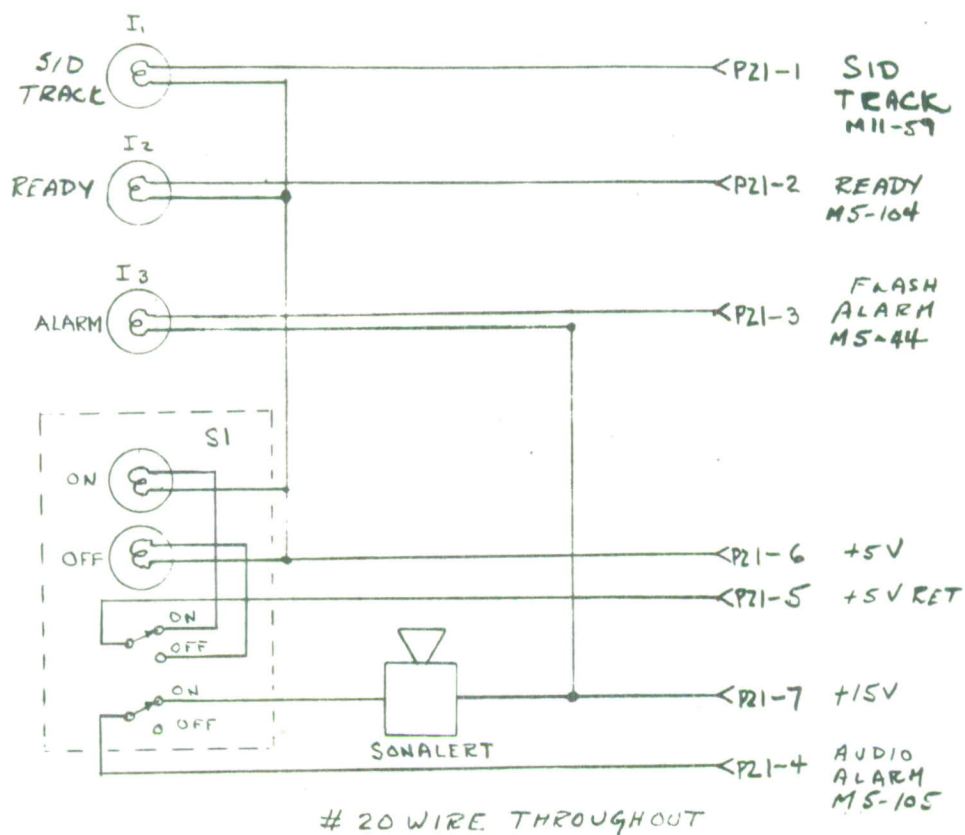 I1
SID
TRACK
P21-1
SID
TRACK
M11-59
I2
READY
P21-2
READY
M5-104
I3
ALARM
P21-3
FLASH
ALARM
M5-44
S1
ON
OFF
P21-6 +5V
P21-5 +5V RET
ON
OFF
ON
OFF
P21-7 +15V
SONALERT
P21-4
AUDIO
ALARM
M5-105
# 20 WIRE THROUGHOUT